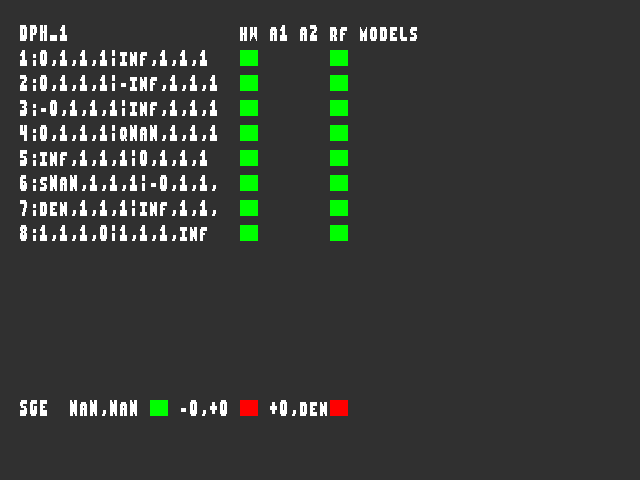 DPH_1 HW A1 A2 RF MODELS
1:0,1,1,1¦INF,1,1,1
2:0,1,1,1¦-INF,1,1,1
3:-0,1,1,1¦INF,1,1,1
4:0,1,1,1¦QNAN,1,1,1
5:INF,1,1,1¦0,1,1,1
6:SNAN,1,1,1¦-0,1,1,
7:DEN,1,1,1¦INF,1,1,
8:1,1,1,0¦1,1,1,INF
SGE NAN,NAN -0,+0 +0,DEN